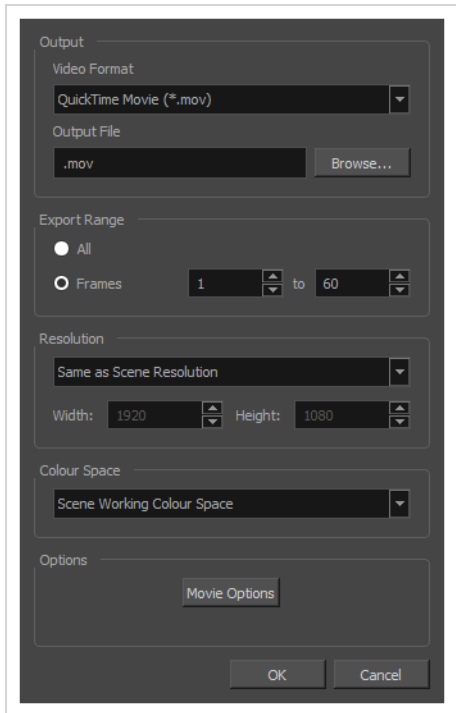 Output
Video Format
QuickTime Movie (*.mov)
Output File
.mov Browse...
Export Range
All
Frames 1 to 60
Resolution
Same as Scene Resolution
Width: 1920 Height: 1080
Colour Space
Scene Working Colour Space
Options
Movie Options
OK Cancel